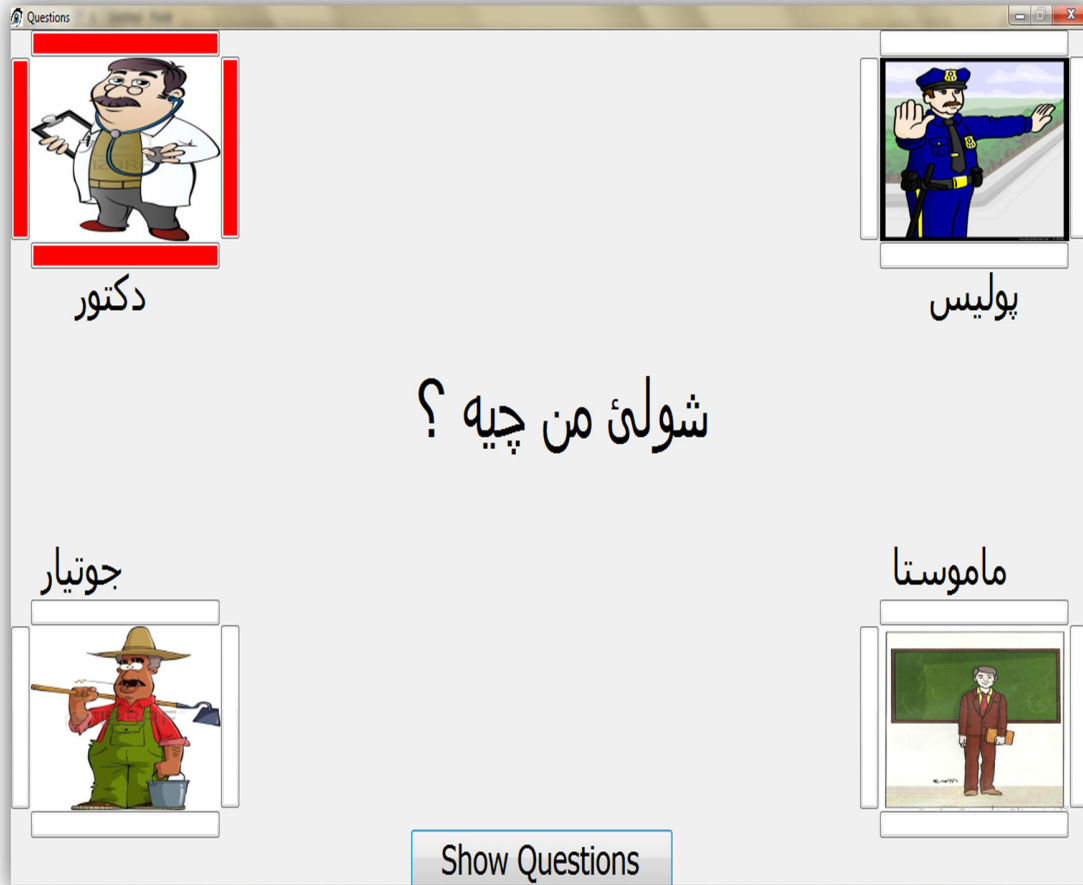 Questions
دکتور
پولیس
شولئ من چیه ؟
جوتیار
ماموستا
Show Questions